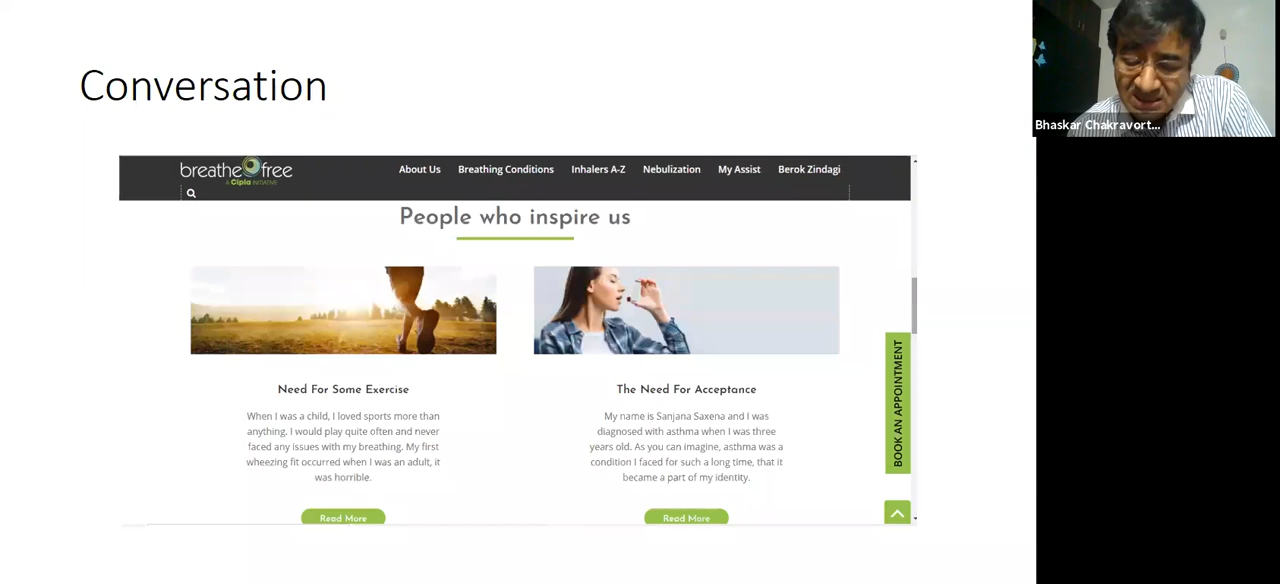 Conversation
Bhaskar Chakravort...
breathefree
A Cipla INITIATIVE
About Us Breathing Conditions Inhalers A-Z Nebulization My Assist Berok Zindagi
People who inspire us
Need For Some Exercise
When I was a child, I loved sports more than
anything. I would play quite often and never
faced any issues with my breathing. My first
wheezing fit occurred when I was an adult, it
was horrible.
Read More
The Need For Acceptance
My name is Sanjana Saxena and I was
diagnosed with asthma when I was three
years old. As you can imagine, asthma was a
condition I faced for such a long time, that it
became a part of my identity.
Read More
BOOK AN APPOINTMENT